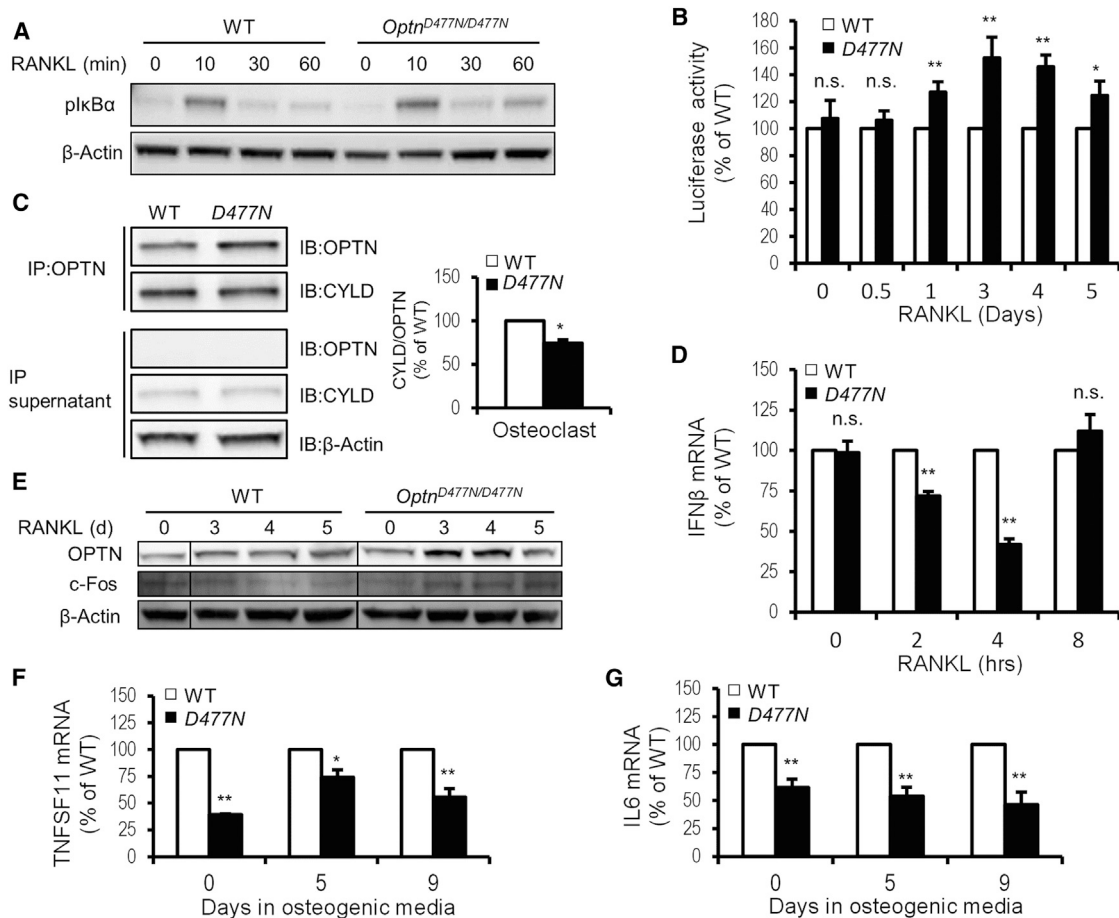 A
WT
Optn^D477N/D477N
RANKL (min)
0 10 30 60 0 10 30 60
pIκBα
β-Actin
B
Luciferase activity
(% of WT)
180
160
140
120
100
80
60
40
20
0
WT
D477N
n.s.
n.s.
**
**
**
*
0 0.5 1 3 4 5
RANKL (Days)
C
WT D477N
IP:OPTN
IB:OPTN
IB:CYLD
IP
supernatant
IB:OPTN
IB:CYLD
IB:β-Actin
WT
D477N
CYLD/OPTN
(% of WT)
100
50
0
*
Osteoclast
D
WT
D477N
IFNβ mRNA
(% of WT)
150
125
100
75
50
25
0
n.s.
**
**
n.s.
0 2 4 8
RANKL (hrs)
E
WT
Optn^D477N/D477N
RANKL (d)
0 3 4 5 0 3 4 5
OPTN
c-Fos
β-Actin
F
WT
D477N
TNFSF11 mRNA
(% of WT)
150
125
100
75
50
25
0
**
*
**
0 5 9
Days in osteogenic media
G
WT
D477N
IL6 mRNA
(% of WT)
150
125
100
75
50
25
0
**
**
**
0 5 9
Days in osteogenic media